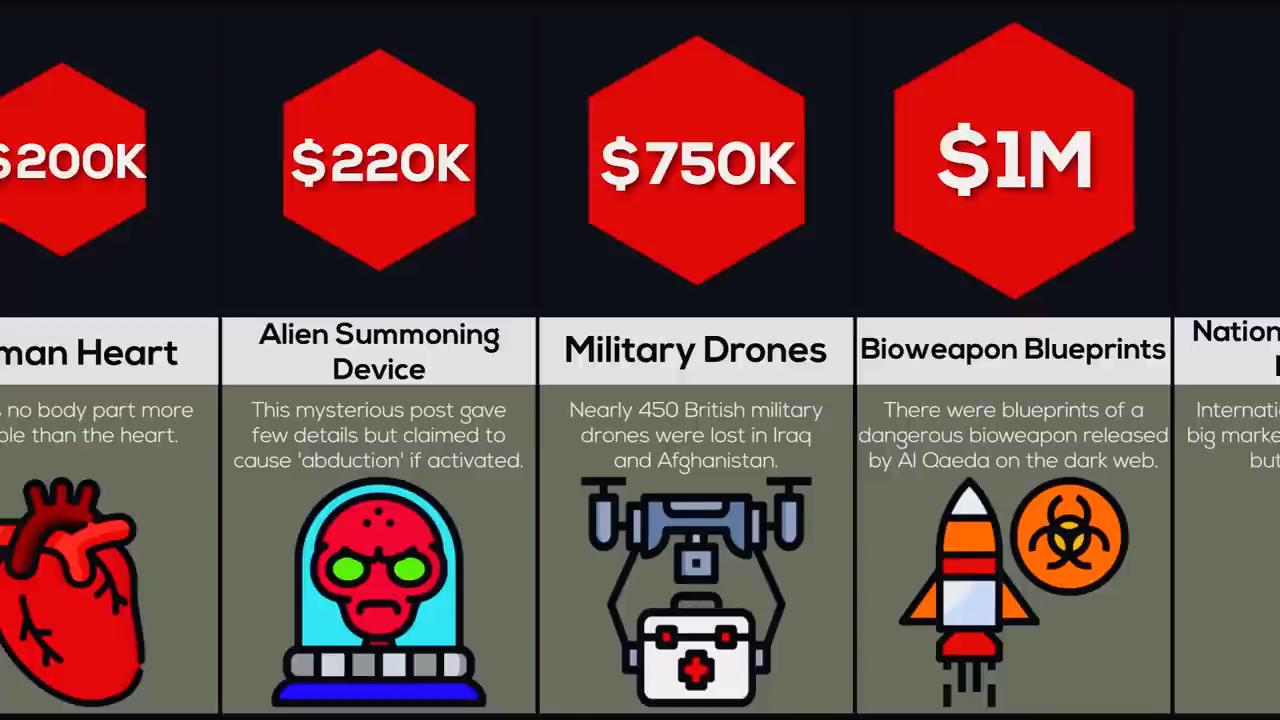 $200K
$220K
$750K
$1M
man Heart
Alien Summoning
Device
Military Drones
Bioweapon Blueprints
Nation
no body part more
ble than the heart.
This mysterious post gave
few details but claimed to
cause 'abduction' if activated.
Nearly 450 British military
drones were lost in Iraq
and Afghanistan.
There were blueprints of a
dangerous bioweapon released
by Al Qaeda on the dark web.
Internati
big marke
but